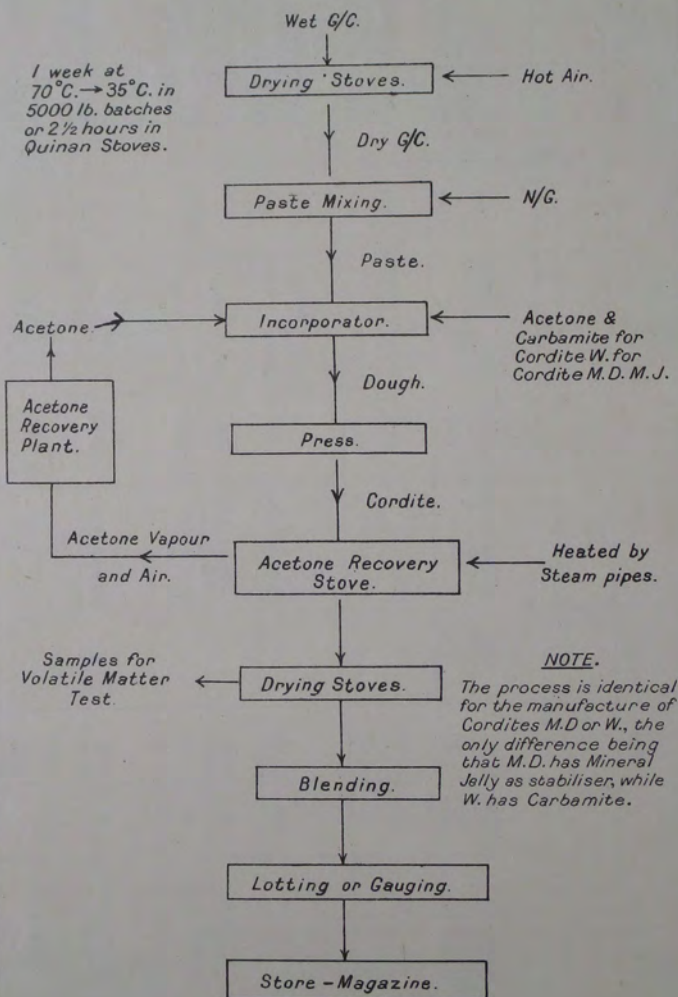 Wet G/C.
1 week at
70°C.→35°C. in
5000 lb. batches
or 2½ hours in
Quinan Stoves.
Drying Stoves.
Hot Air.
Dry G/C.
Paste Mixing.
N/G.
Paste.
Acetone.
Incorporator.
Acetone &
Carbamite for
Cordite W. for
Cordite M.D. M.J.
Dough.
Acetone
Recovery
Plant.
Press.
Cordite.
Acetone Vapour
and Air.
Acetone Recovery
Stove.
Heated by
Steam pipes.
Samples for
Volatile Matter
Test.
Drying Stoves.
NOTE.
The process is identical
for the manufacture of
Cordites M.D or W., the
only difference being
that M.D. has Mineral
Jelly as stabiliser, while
W. has Carbamite.
Blending.
Lotting or Gauging.
Store-Magazine.